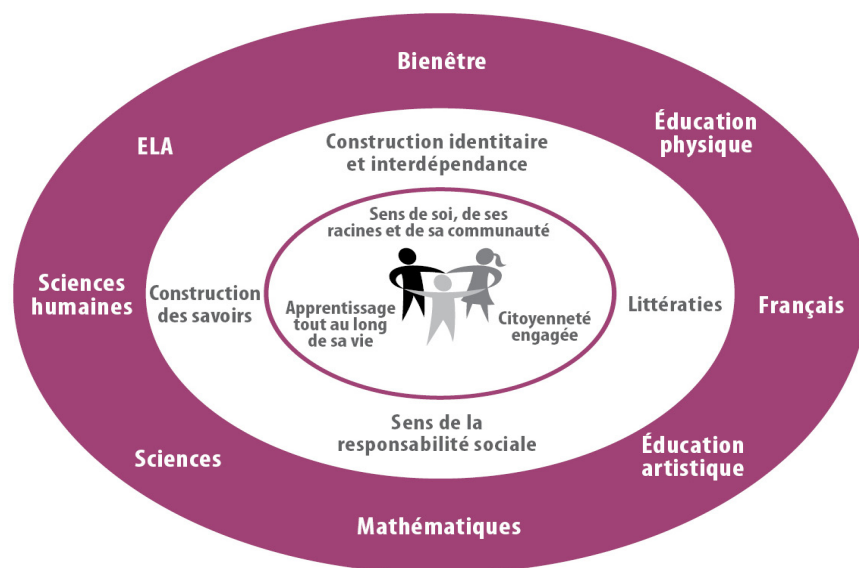 Bienêtre
ELA
Éducation
physique
Construction identitaire
et interdépendance
Sens de soi, de ses
racines et de sa communauté
Sciences
humaines
Construction
des savoirs
Apprentissage
tout au long
de sa vie
Citoyenneté
engagée
Littératies
Français
Sens de la
responsabilité sociale
Sciences
Éducation
artistique
Mathématiques